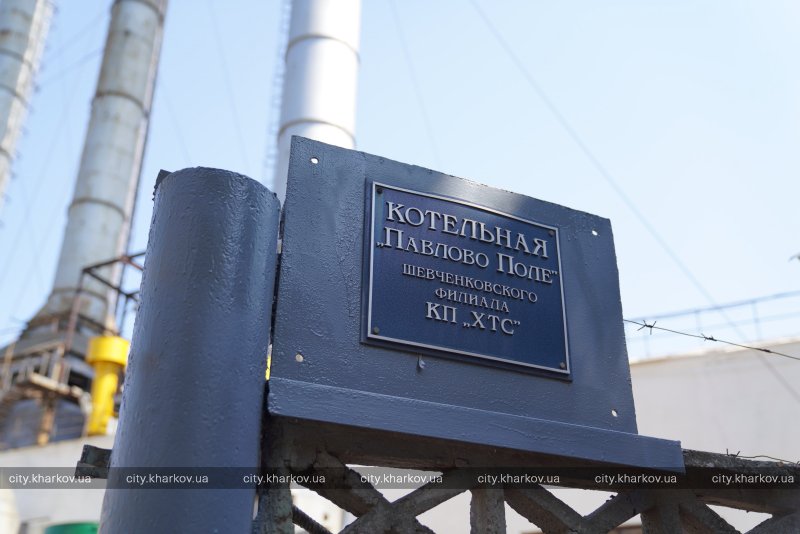 КОТЕЛЬНАЯ
„ПАВЛОВО ПОЛЕ"
ШЕВЧЕНКОВСКОГО
ФИЛИАЛА
КП „ХТС"
city.kharkov.ua city.kharkov.ua city.kharkov.ua city.kharkov.ua city.kharkov.ua city.kharkov.ua city.kharkov.ua